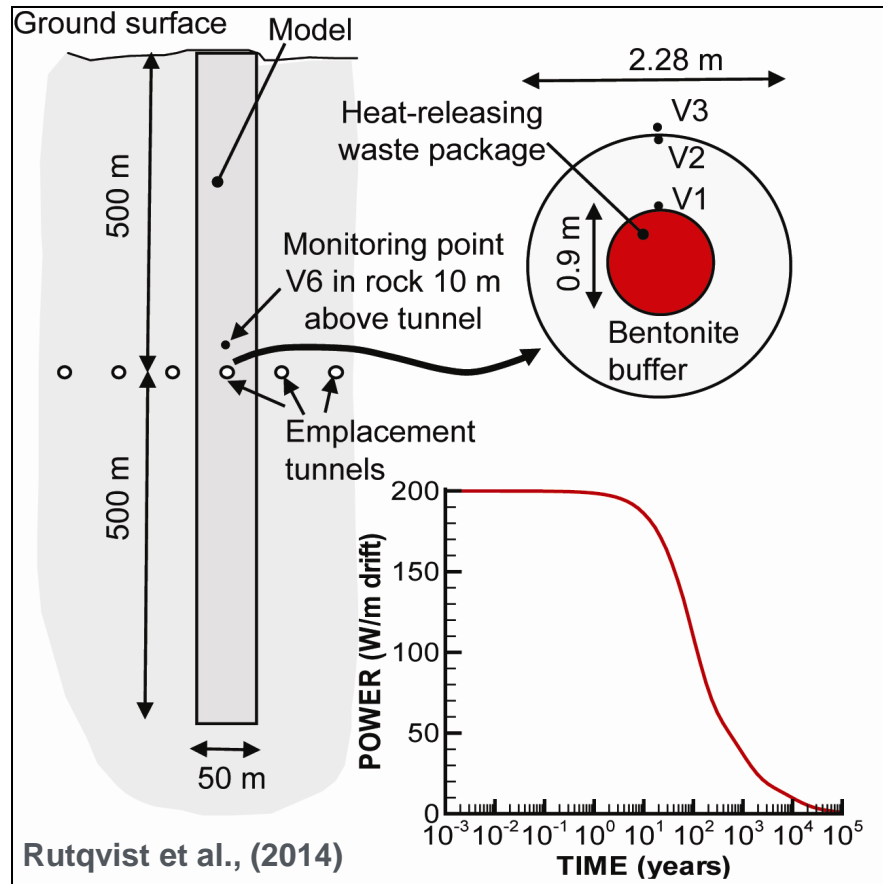 Ground surface
Model
500 m
500 m
Monitoring point
V6 in rock 10 m
above tunnel
Emplacement
tunnels
50 m
2.28 m
Heat-releasing
waste package
V3
V2
V1
0.9 m
Bentonite
buffer
POWER (W/m drift)
200
150
100
50
0
10^-3 10^-2 10^-1 10^0 10^1 10^2 10^3 10^4 10^5
TIME (years)
Rutqvist et al., (2014)